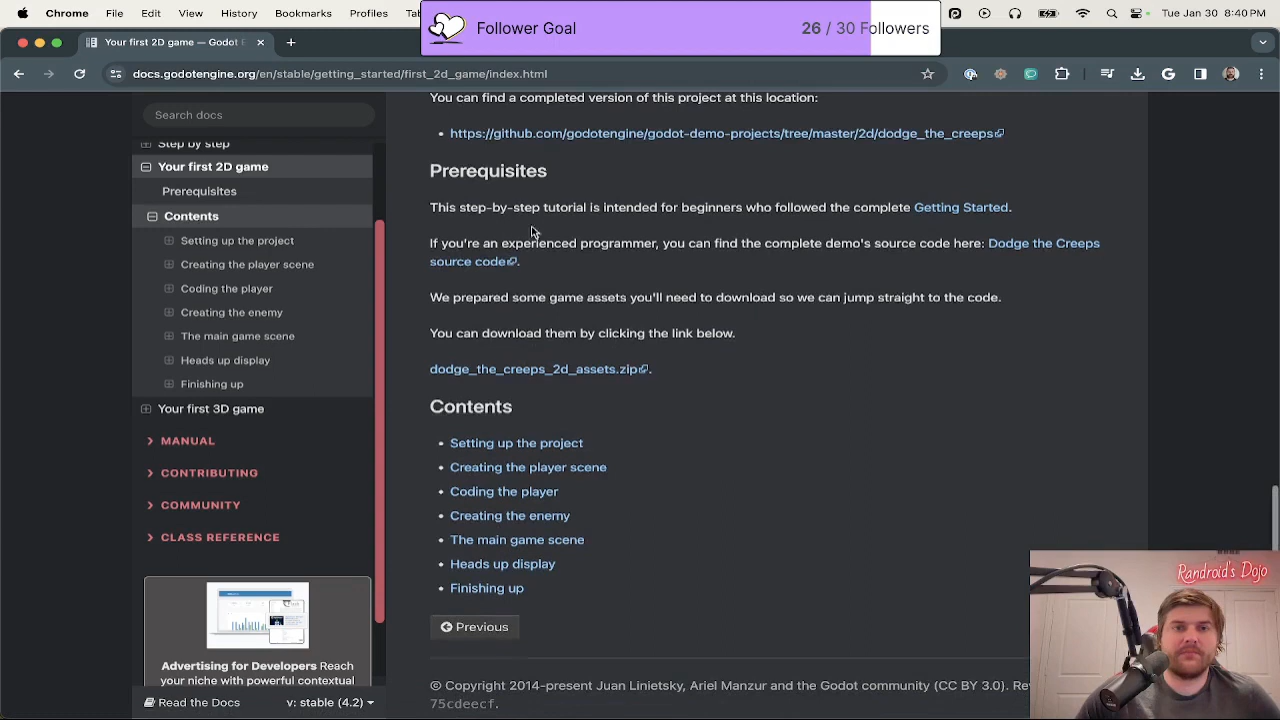 Chrome File Edit View History Bookmarks Profiles Tab
Tue Jan 30 8:40 PM
Follower Goal 26 / 30 Followers
Your first 2D game — Godot E
docs.godotengine.org/en/stable/getting_started/first_2d_game/index.html
Search docs
Step by step
Your first 2D game
Prerequisites
Contents
Setting up the project
Creating the player scene
Coding the player
Creating the enemy
The main game scene
Heads up display
Finishing up
Your first 3D game
MANUAL
CONTRIBUTING
COMMUNITY
CLASS REFERENCE
Advertising for Developers Reach
your niche with powerful contextual
Read the Docs v: stable (4.2)
You can find a completed version of this project at this location:
https://github.com/godotengine/godot-demo-projects/tree/master/2d/dodge_the_creeps
Prerequisites
This step-by-step tutorial is intended for beginners who followed the complete Getting Started.
If you're an experienced programmer, you can find the complete demo's source code here: Dodge the Creeps
source code.
We prepared some game assets you'll need to download so we can jump straight to the code.
You can download them by clicking the link below.
dodge_the_creeps_2d_assets.zip.
Contents
Setting up the project
Creating the player scene
Coding the player
Creating the enemy
The main game scene
Heads up display
Finishing up
Previous
© Copyright 2014-present Juan Linietsky, Ariel Manzur and the Godot community (CC BY 3.0). Rev
75cdeecf.
Randroid's Dojo